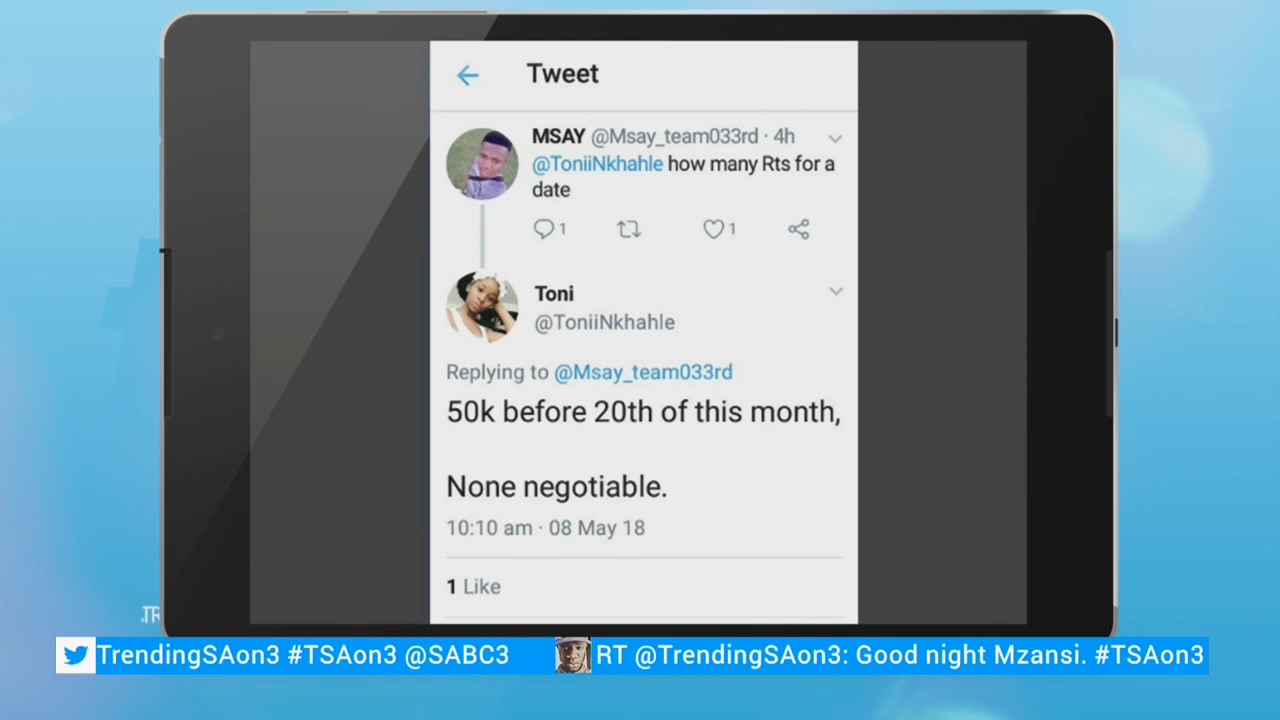 Tweet
MSAY @Msay_team033rd · 4h
@ToniiNkhahle how many Rts for a
date
1 1
Toni
@ToniiNkhahle
Replying to @Msay_team033rd
50k before 20th of this month,
None negotiable.
10:10 am · 08 May 18
1 Like
TrendingSAon3 #TSAon3 @SABC3 RT @TrendingSAon3: Good night Mzansi. #TSAon3